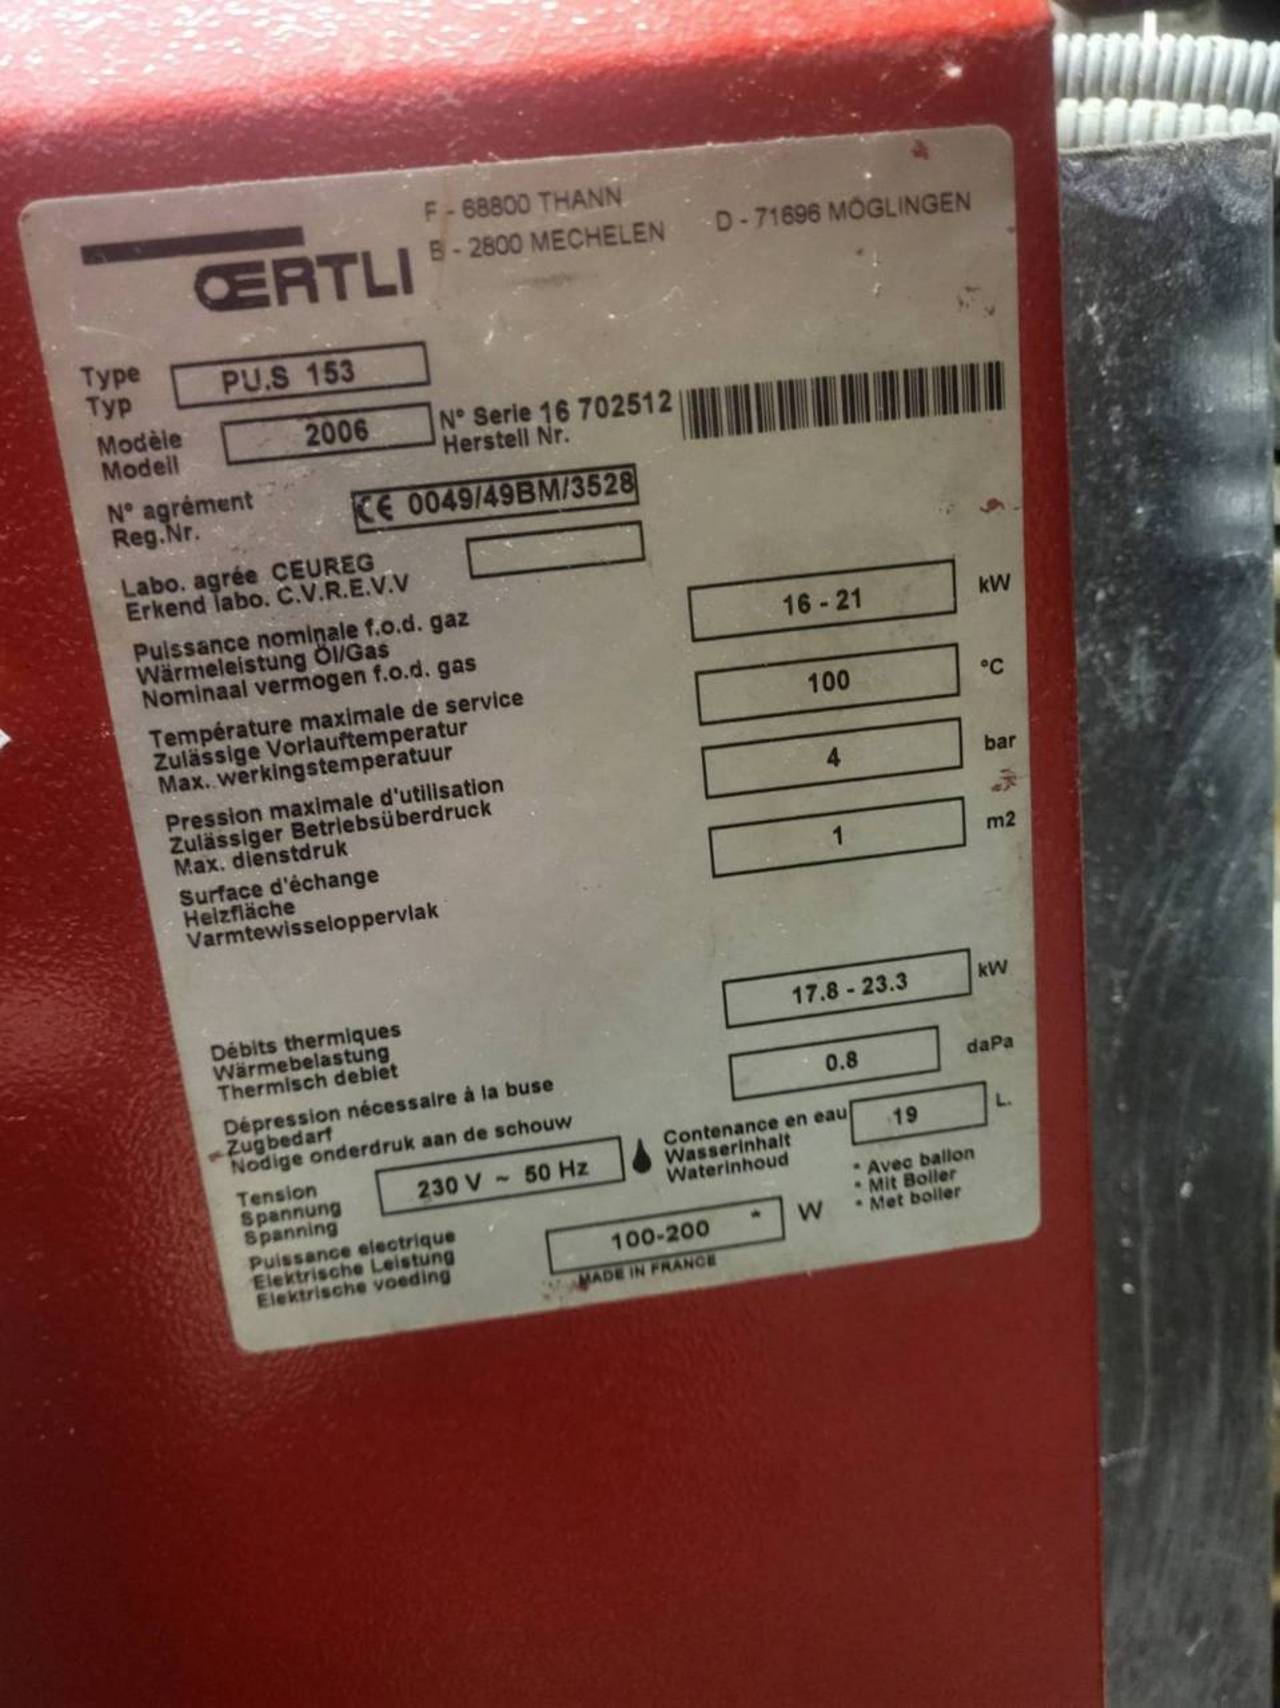 F - 68800 THANN
B - 2800 MECHELEN
D - 71696 MÖGLINGEN
ŒRTLI
Type
Typ
PU.S 153
Modèle
Modell
2006
N° Serie 16 702512
Herstell Nr.
N° agrément
Reg.Nr.
CE 0049/49BM/3528
Labo. agrée CEUREG
Erkend labo. C.V.R.E.V.V
Puissance nominale f.o.d. gaz
Wärmeleistung Öl/Gas
Nominaal vermogen f.o.d. gas
16 - 21 kW
Température maximale de service
Zulässige Vorlauftemperatur
Max. werkingstemperatuur
100 °C
Pression maximale d'utilisation
Zulässiger Betriebsüberdruck
Max. dienstdruk
4 bar
Surface d'échange
Heizfläche
Varmtewisseloppervlak
1 m2
Débits thermiques
Wärmebelastung
Thermisch debiet
17.8 - 23.3 kW
Dépression nécessaire à la buse
Zugbedarf
Nodige onderdruk aan de schouw
0.8 daPa
Tension
Spannung
Spanning
230 V ~ 50 Hz
Contenance en eau
Wasserinhalt
Waterinhoud
19 L.
* Avec ballon
* Mit Boiler
* Met boiler
Puissance electrique
Elektrische Leistung
Elektrische voeding
100-200 * W
MADE IN FRANCE